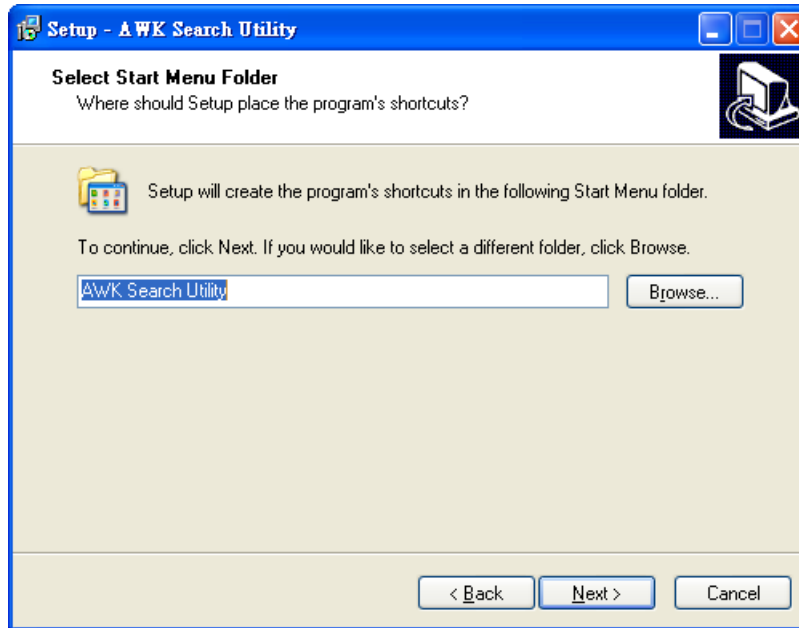 Setup - AWK Search Utility
Select Start Menu Folder
Where should Setup place the program's shortcuts?
Setup will create the program's shortcuts in the following Start Menu folder.
To continue, click Next. If you would like to select a different folder, click Browse.
AWK Search Utility
Browse...
< Back
Next >
Cancel